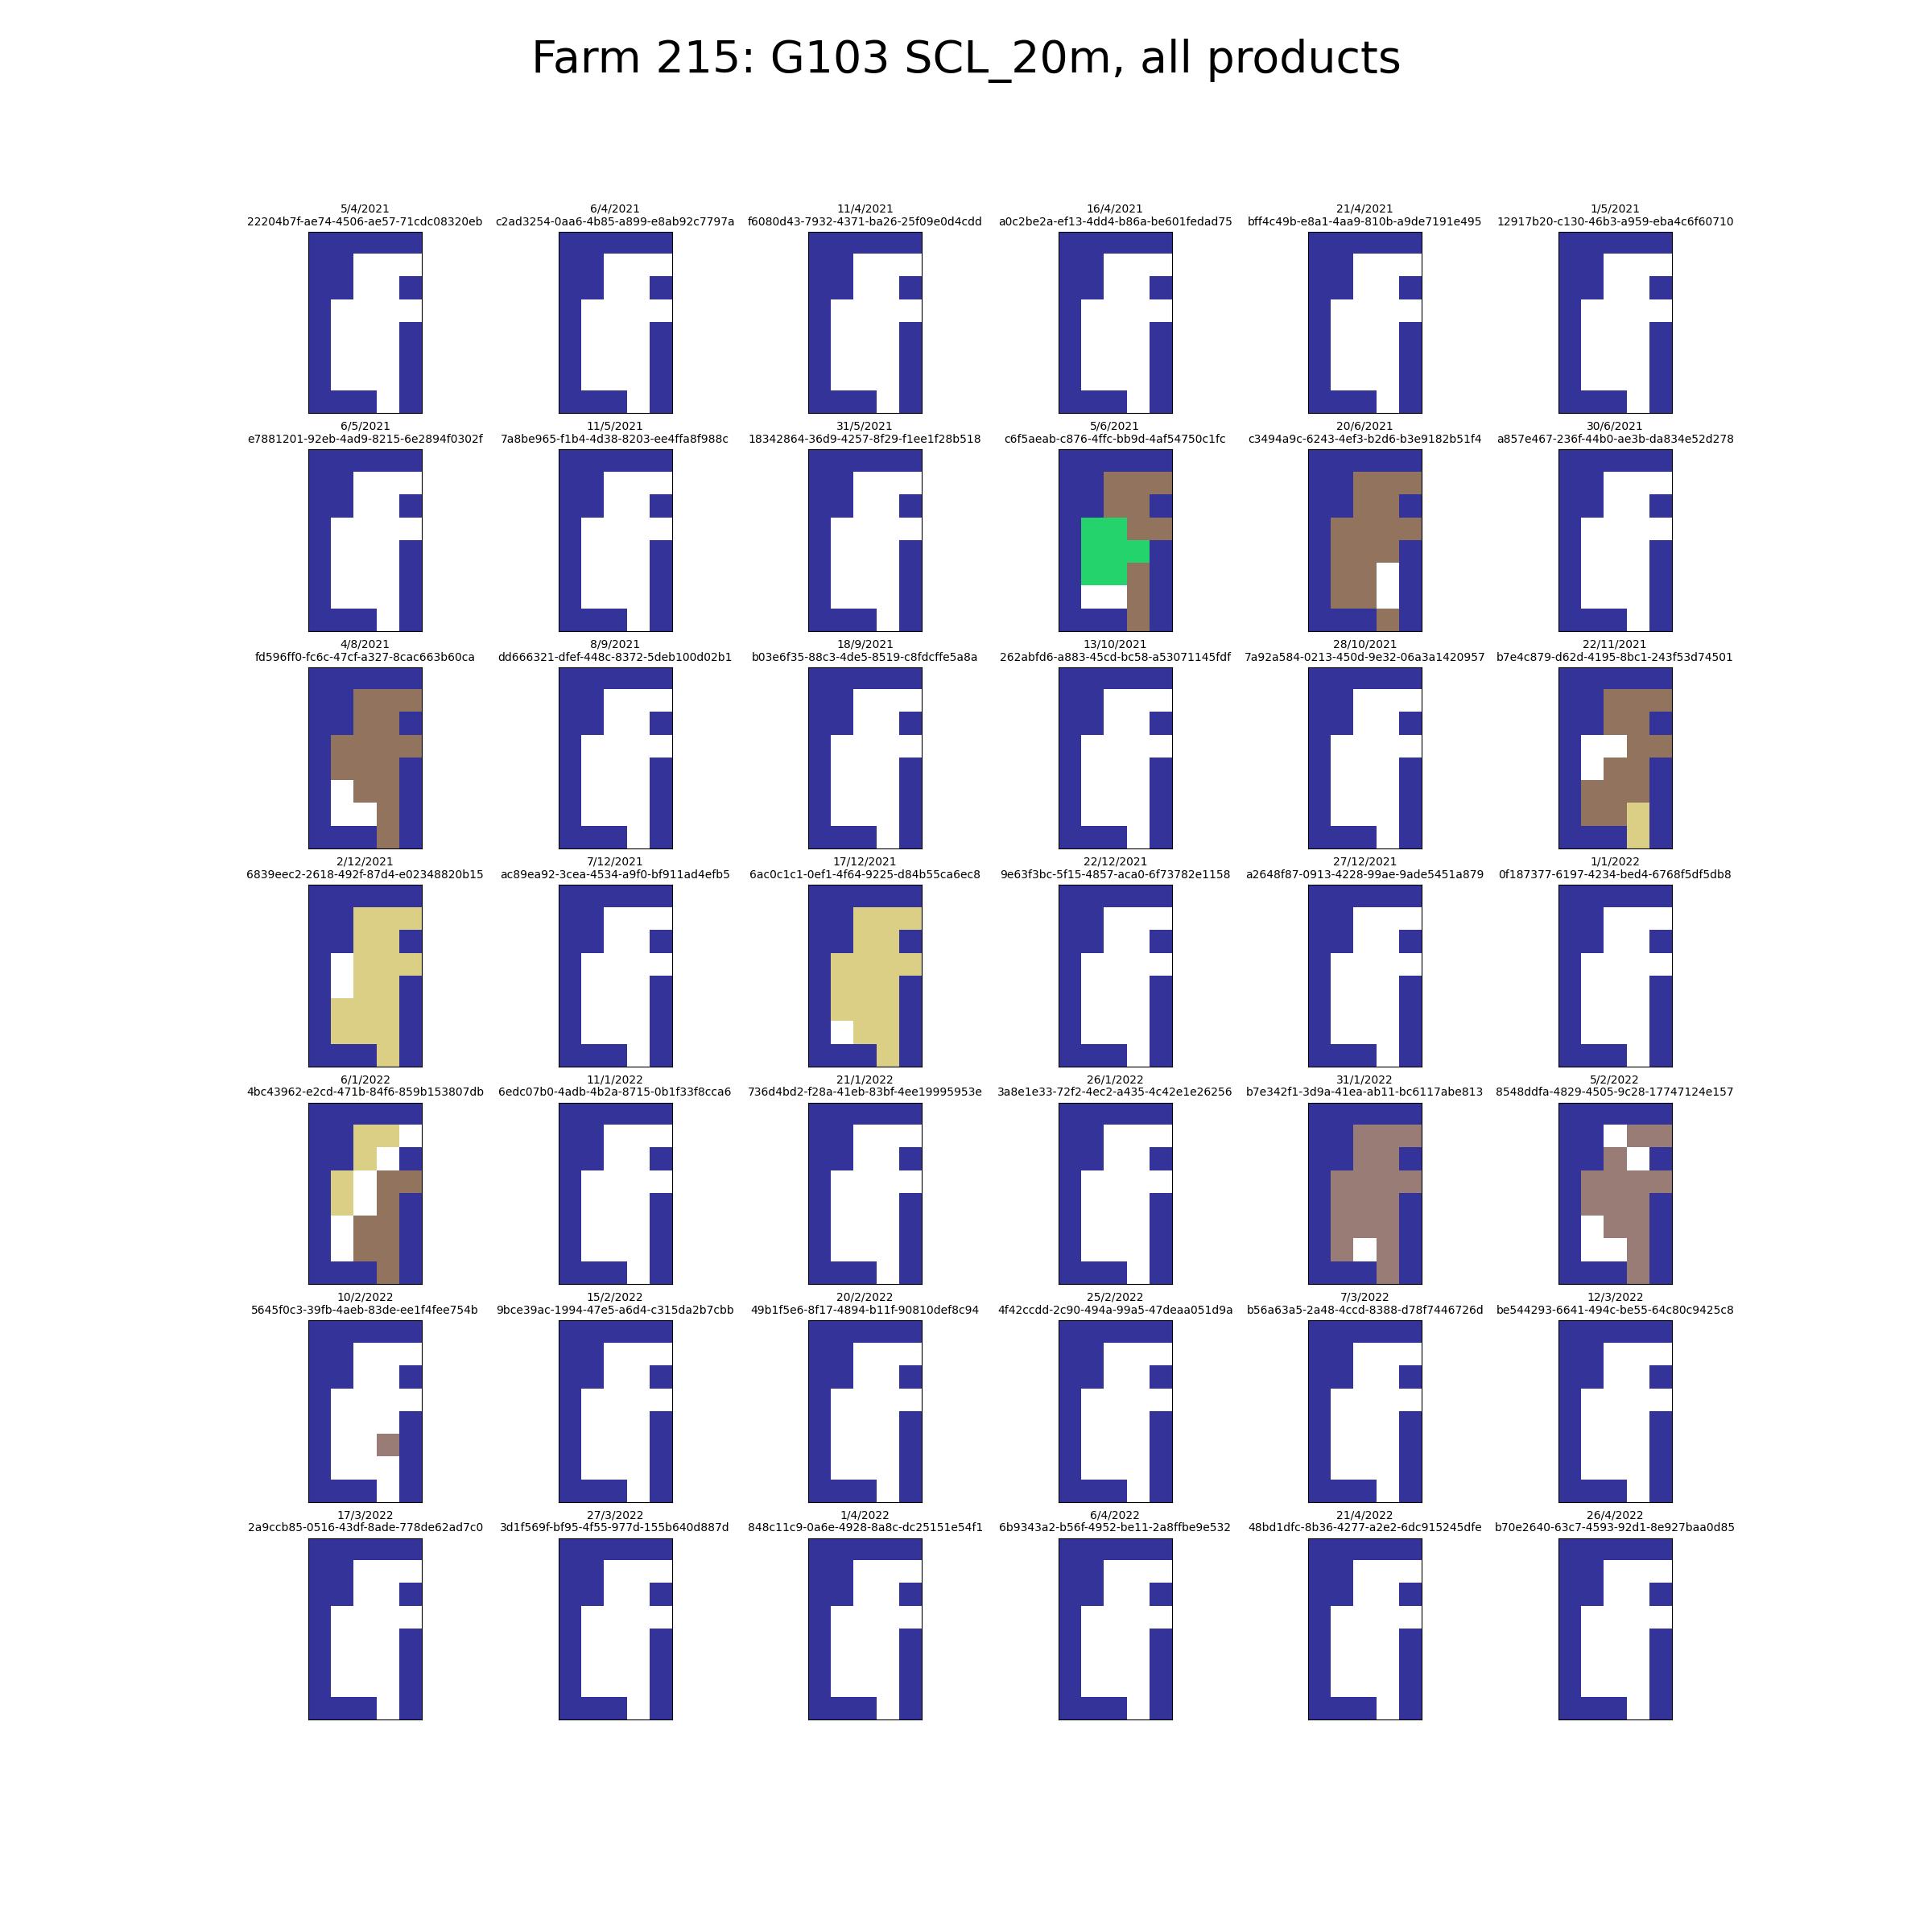 Farm 215: G103 SCL_20m, all products
5/4/2021
22204b7f-ae74-4506-ae57-71cdc08320eb
6/4/2021
c2ad3254-0aa6-4b85-a899-e8ab92c7797a
11/4/2021
f6080d43-7932-4371-ba26-25f09e0d4cdd
16/4/2021
a0c2be2a-ef13-4dd4-b86a-be601fedad75
21/4/2021
bff4c49b-e8a1-4aa9-810b-a9de7191e495
1/5/2021
12917b20-c130-46b3-a959-eba4c6f60710
6/5/2021
e7881201-92eb-4ad9-8215-6e2894f0302f
11/5/2021
7a8be965-f1b4-4d38-8203-ee4ffa8f988c
31/5/2021
18342864-36d9-4257-8f29-f1ee1f28b518
5/6/2021
c6f5aeab-c876-4ffc-bb9d-4af54750c1fc
20/6/2021
c3494a9c-6243-4ef3-b2d6-b3e9182b51f4
30/6/2021
a857e467-236f-44b0-ae3b-da834e52d278
4/8/2021
fd596ff0-fc6c-47cf-a327-8cac663b60ca
8/9/2021
dd666321-dfef-448c-8372-5deb100d02b1
18/9/2021
b03e6f35-88c3-4de5-8519-c8fdcffe5a8a
13/10/2021
262abfd6-a883-45cd-bc58-a53071145fdf
28/10/2021
7a92a584-0213-450d-9e32-06a3a1420957
22/11/2021
b7e4c879-d62d-4195-8bc1-243f53d74501
2/12/2021
6839eec2-2618-492f-87d4-e02348820b15
7/12/2021
ac89ea92-3cea-4534-a9f0-bf911ad4efb5
17/12/2021
6ac0c1c1-0ef1-4f64-9225-d84b55ca6ec8
22/12/2021
9e63f3bc-5f15-4857-aca0-6f73782e1158
27/12/2021
a2648f87-0913-4228-99ae-9ade5451a879
1/1/2022
0f187377-6197-4234-bed4-6768f5df5db8
6/1/2022
4bc43962-e2cd-471b-84f6-859b153807db
11/1/2022
6edc07b0-4adb-4b2a-8715-0b1f33f8cca6
21/1/2022
736d4bd2-f28a-41eb-83bf-4ee19995953e
26/1/2022
3a8e1e33-72f2-4ec2-a435-4c42e1e26256
31/1/2022
b7e342f1-3d9a-41ea-ab11-bc6117abe813
5/2/2022
8548ddfa-4829-4505-9c28-17747124e157
10/2/2022
5645f0c3-39fb-4aeb-83de-ee1f4fee754b
15/2/2022
9bce39ac-1994-47e5-a6d4-c315da2b7cbb
20/2/2022
49b1f5e6-8f17-4894-b11f-90810def8c94
25/2/2022
4f42ccdd-2c90-494a-99a5-47deaa051d9a
7/3/2022
b56a63a5-2a48-4ccd-8388-d78f7446726d
12/3/2022
be544293-6641-494c-be55-64c80c9425c8
17/3/2022
2a9ccb85-0516-43df-8ade-778de62ad7c0
27/3/2022
3d1f569f-bf95-4f55-977d-155b640d887d
1/4/2022
848c11c9-0a6e-4928-8a8c-dc25151e54f1
6/4/2022
6b9343a2-b56f-4952-be11-2a8ffbe9e532
21/4/2022
48bd1dfc-8b36-4277-a2e2-6dc915245dfe
26/4/2022
b70e2640-63c7-4593-92d1-8e927baa0d85